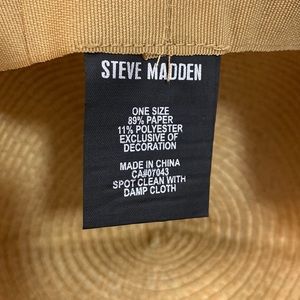 STEVE MADDEN
ONE SIZE
89% PAPER
11% POLYESTER
EXCLUSIVE OF
DECORATION
MADE IN CHINA
CA#07043
SPOT CLEAN WITH
DAMP CLOTH